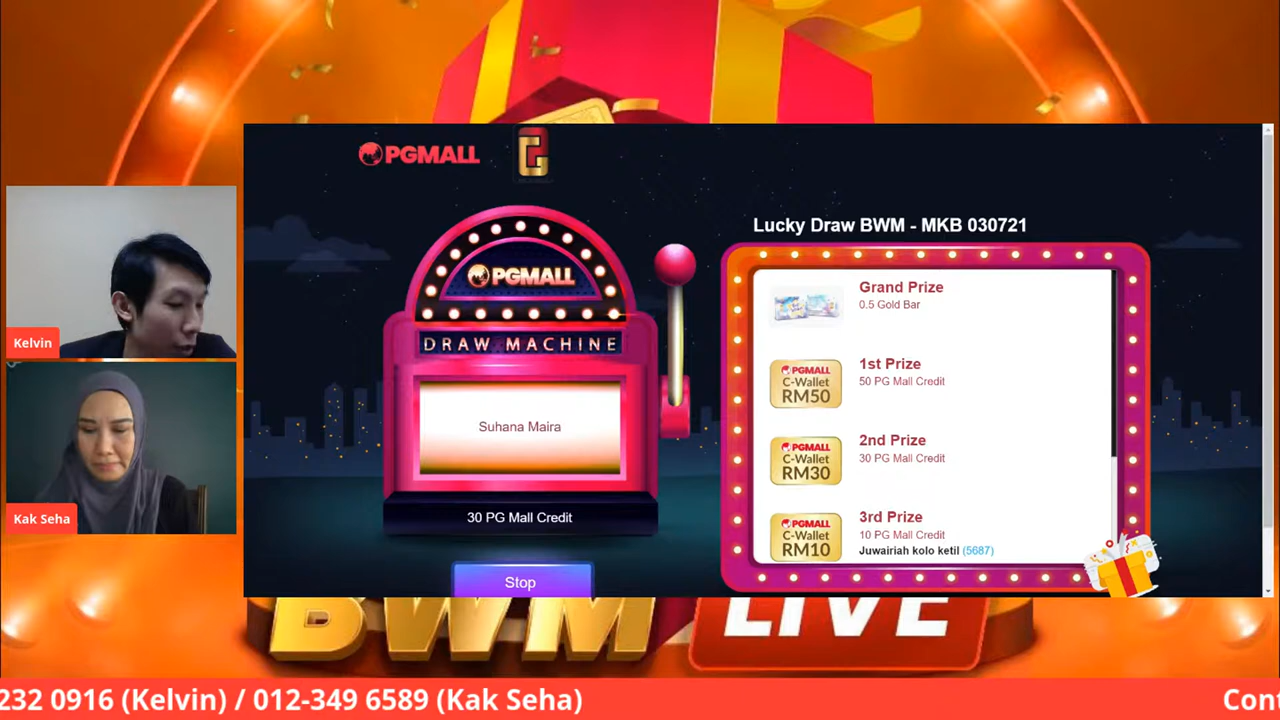 PGMALL
Lucky Draw BWM - MKB 030721
PGMALL
DRAW MACHINE
Suhana Maira
30 PG Mall Credit
Stop
Grand Prize
0.5 Gold Bar
PGMALL
C-Wallet
RM50
1st Prize
50 PG Mall Credit
PGMALL
C-Wallet
RM30
2nd Prize
30 PG Mall Credit
PGMALL
C-Wallet
RM10
3rd Prize
10 PG Mall Credit
Juwairiah kolo ketil (5687)
Kelvin
Kak Seha
BWM LIVE
232 0916 (Kelvin) / 012-349 6589 (Kak Seha)